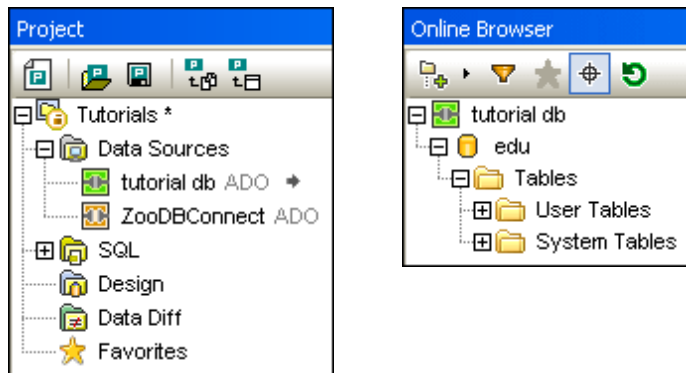 Project
Tutorials *
Data Sources
tutorial db ADO
ZooDBConnect ADO
SQL
Design
Data Diff
Favorites
Online Browser
tutorial db
edu
Tables
User Tables
System Tables